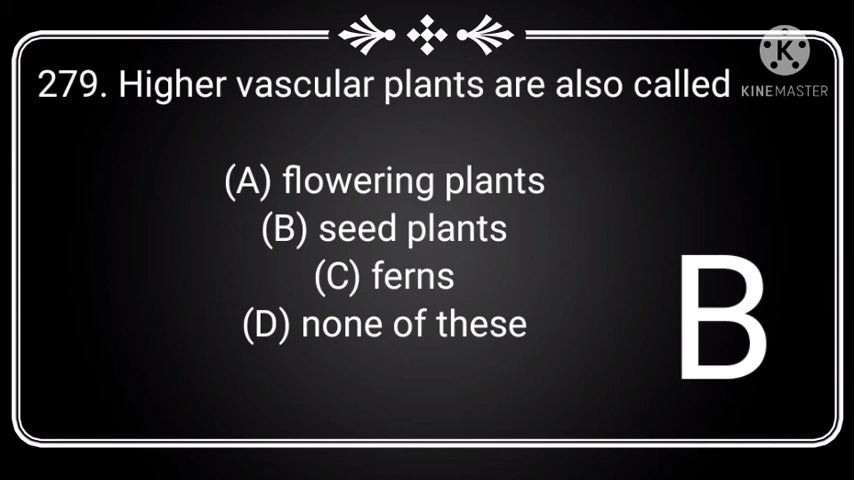 279. Higher vascular plants are also called
K
KINEMASTER
(A) flowering plants
(B) seed plants
(C) ferns
(D) none of these
B